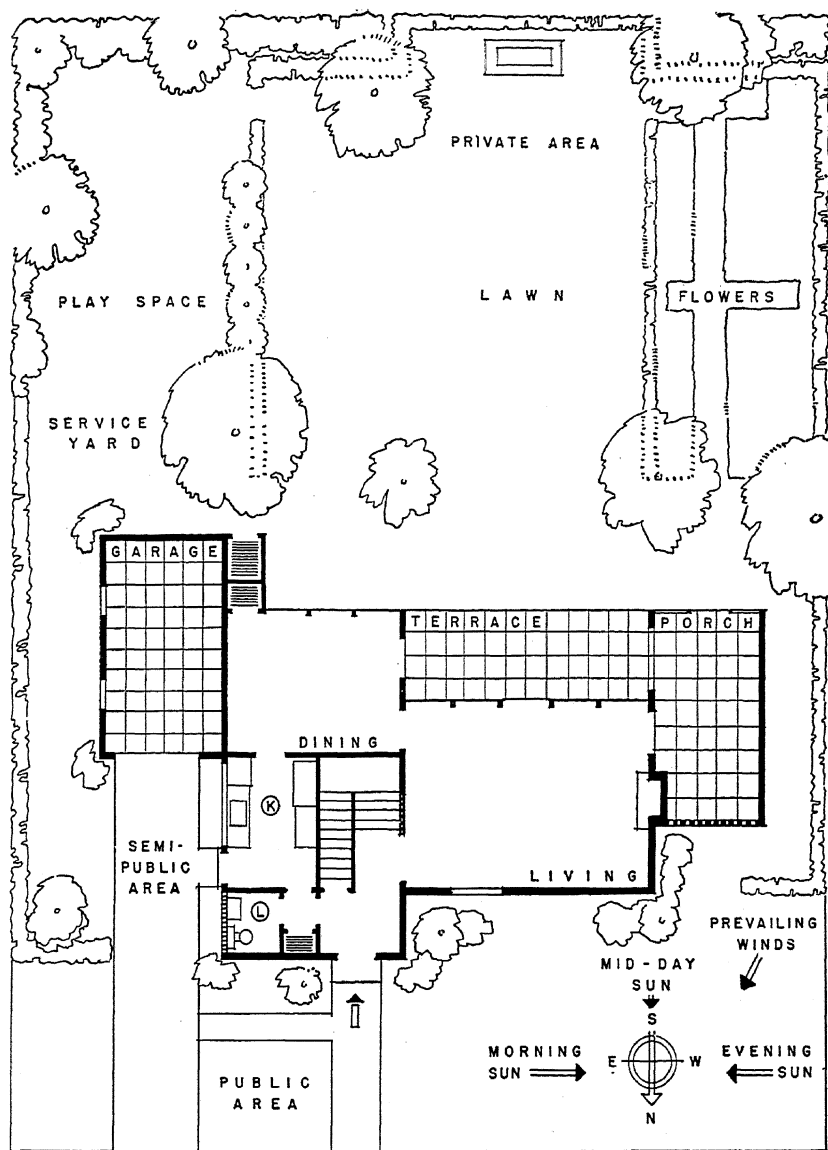 PRIVATE AREA
PLAY SPACE
LAWN
FLOWERS
SERVICE
YARD
GARAGE
TERRACE
PORCH
DINING
K
SEMI-
PUBLIC
AREA
LIVING
L
PREVAILING
WINDS
MID-DAY
SUN
S
MORNING
SUN
E
W
EVENING
SUN
N
PUBLIC
AREA